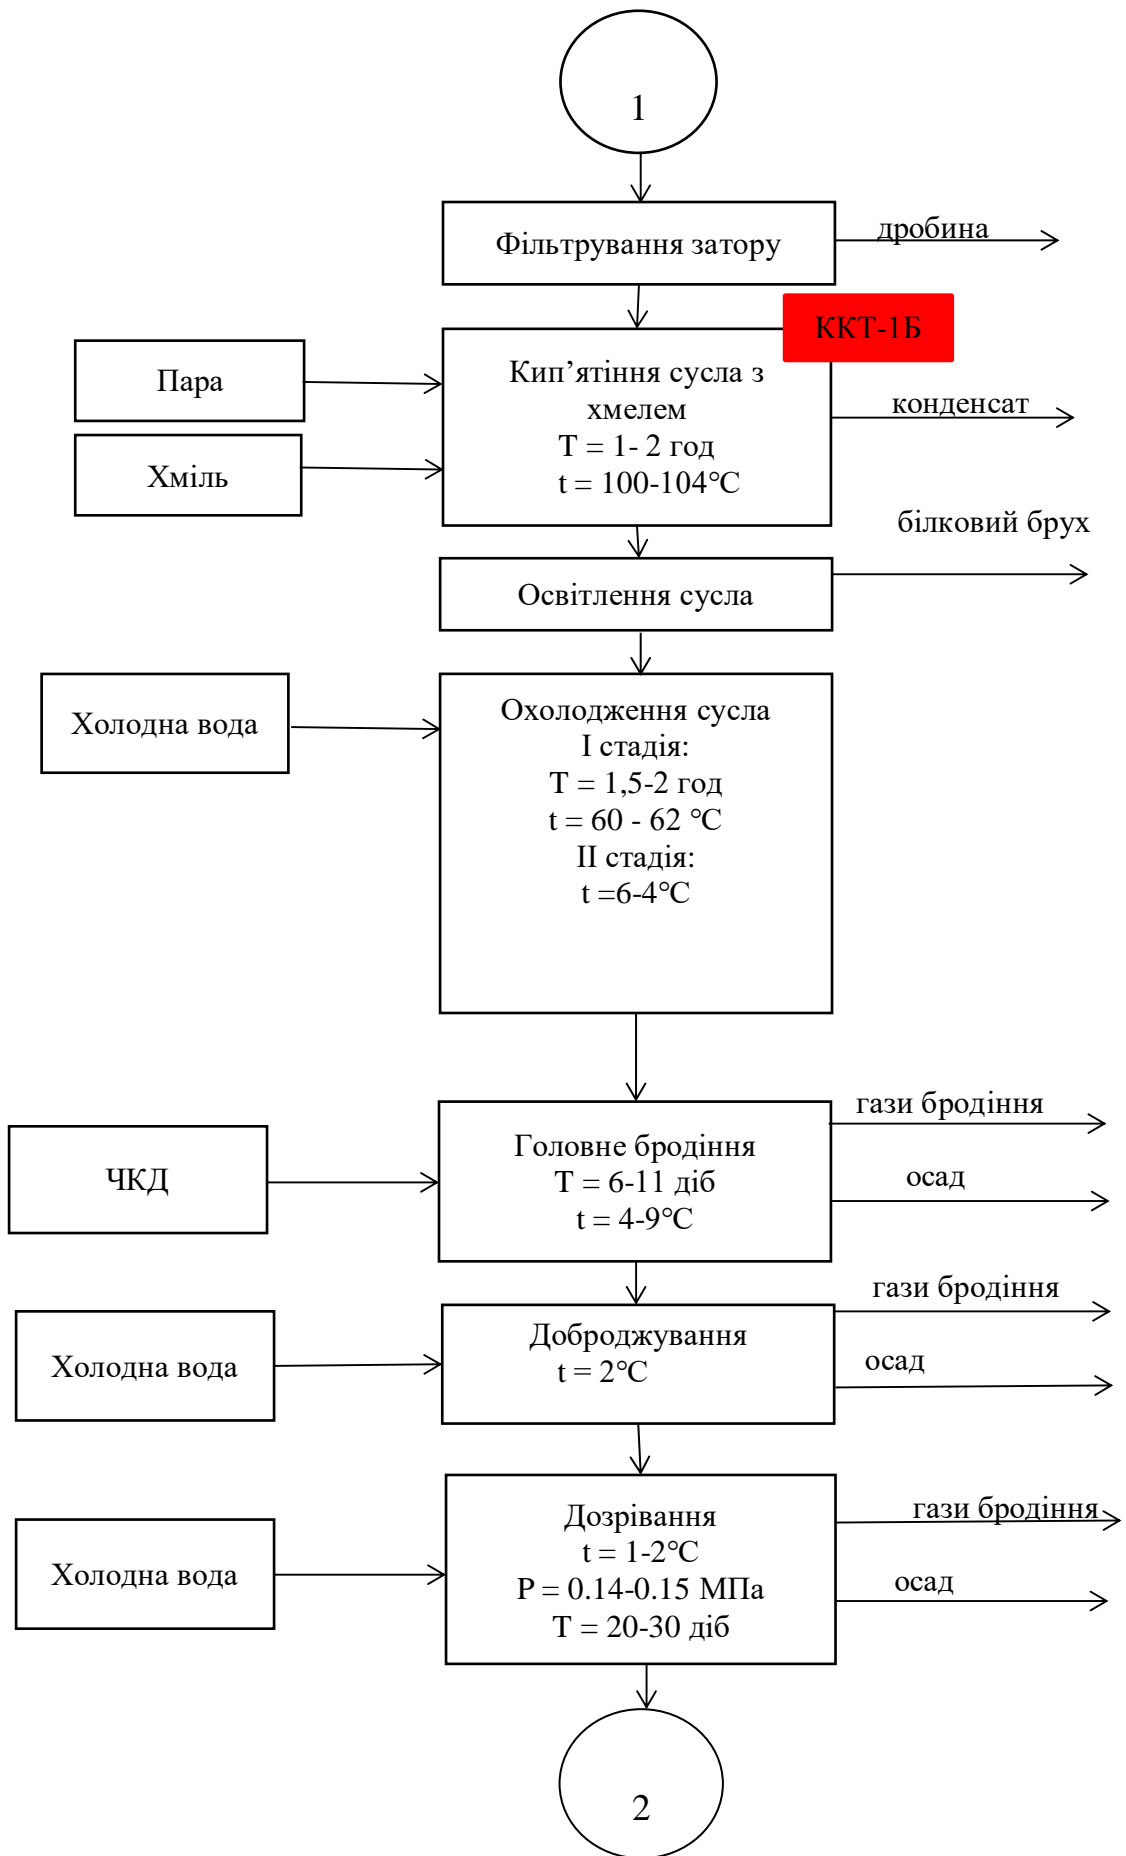 1
Фільтрування затору
дробина
ККТ-1Б
Пара
Кип’ятіння сусла з
хмелем
T = 1- 2 год
t = 100-104°C
конденсат
Хміль
білковий брух
Освітлення сусла
Холодна вода
Охолодження сусла
І стадія:
T = 1,5-2 год
t = 60 - 62 °C
ІІ стадія:
t =6-4°C
гази бродіння
ЧКД
Головне бродіння
T = 6-11 діб
t = 4-9°C
осад
гази бродіння
Холодна вода
Доброджування
t = 2°C
осад
гази бродіння
Холодна вода
Дозрівання
t = 1-2°C
P = 0.14-0.15 МПа
T = 20-30 діб
осад
2